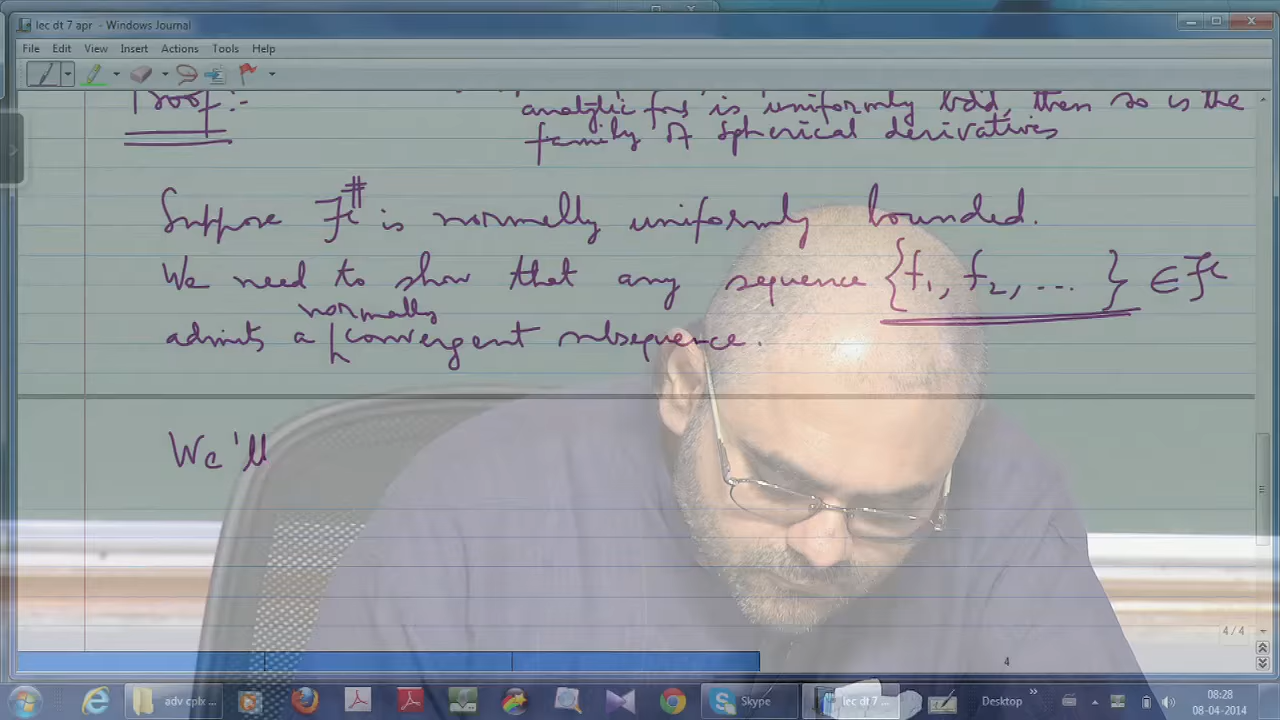 lec dt 7 apr - Windows Journal
File Edit View Insert Actions Tools Help
Proof :-
'analytic fns' is uniformly bdd, then so is the
family of spherical derivatives
Suppose ℱ# is normally uniformly bounded.
We need to show that any sequence {f1, f2, ... } ∈ ℱ
normally
admits a convergent subsequence.
We'll
4 / 4
4
adv cplx ...
Skype
lec dt 7 ...
Desktop
08:28
08-04-2014